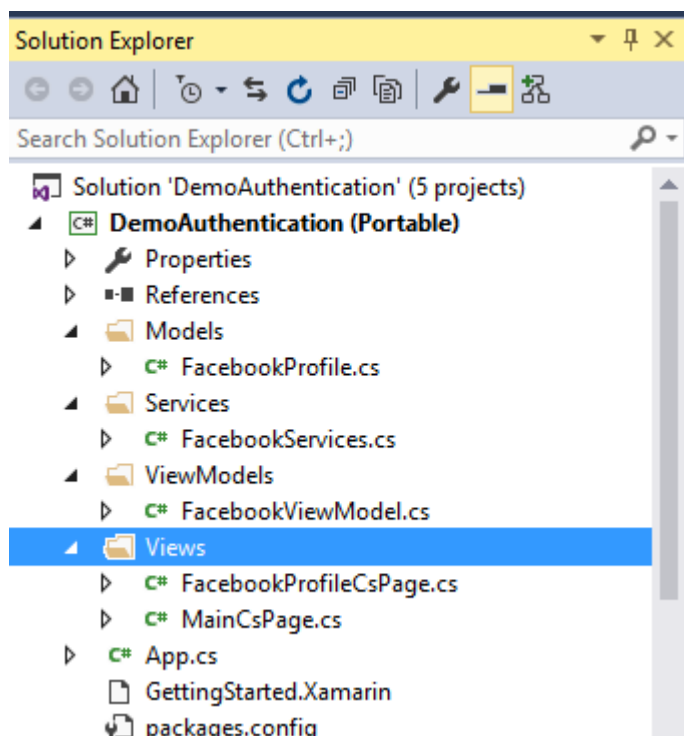 Solution Explorer
Search Solution Explorer (Ctrl+;)
Solution 'DemoAuthentication' (5 projects)
C# DemoAuthentication (Portable)
Properties
References
Models
C# FacebookProfile.cs
Services
C# FacebookServices.cs
ViewModels
C# FacebookViewModel.cs
Views
C# FacebookProfileCsPage.cs
C# MainCsPage.cs
C# App.cs
GettingStarted.Xamarin
packages.config